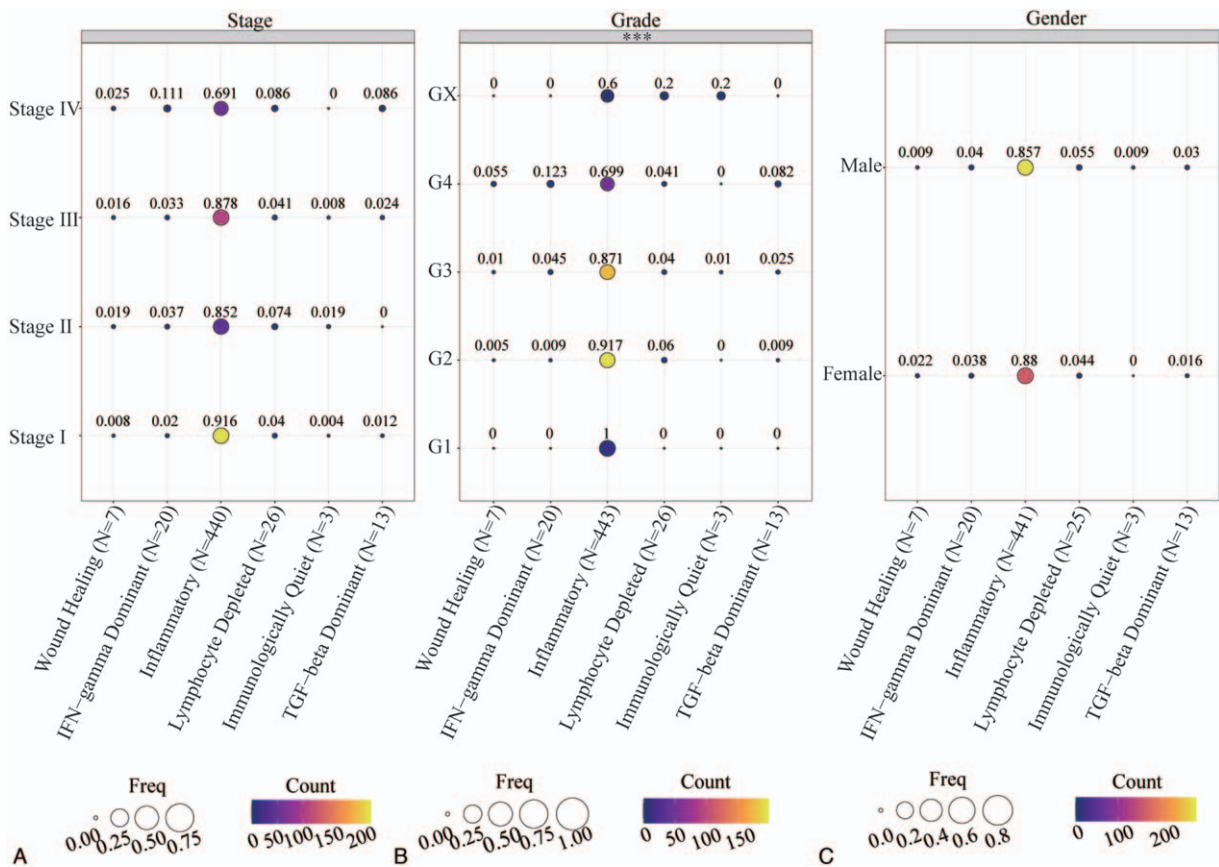 Stage
Stage IV
0.025 0.111 0.691 0.086 0 0.086
Stage III
0.016 0.033 0.878 0.041 0.008 0.024
Stage II
0.019 0.037 0.852 0.074 0.019 0
Stage I
0.008 0.02 0.916 0.04 0.004 0.012
Wound Healing (N=7)
IFN-gamma Dominant (N=20)
Inflammatory (N=440)
Lymphocyte Depleted (N=26)
Immunologically Quiet (N=3)
TGF-beta Dominant (N=13)
A
Freq
0.00 0.25 0.50 0.75
Count
0 50 100 150 200
Grade
***
GX
0 0 0.6 0.2 0.2 0
G4
0.055 0.123 0.699 0.041 0 0.082
G3
0.01 0.045 0.871 0.04 0.01 0.025
G2
0.005 0.009 0.917 0.06 0 0.009
G1
0 0 1 0 0 0
Wound Healing (N=7)
IFN-gamma Dominant (N=20)
Inflammatory (N=443)
Lymphocyte Depleted (N=26)
Immunologically Quiet (N=3)
TGF-beta Dominant (N=13)
B
Freq
0.00 0.25 0.50 0.75 1.00
Count
0 50 100 150
Gender
Male
0.009 0.04 0.857 0.055 0.009 0.03
Female
0.022 0.038 0.88 0.044 0 0.016
Wound Healing (N=7)
IFN-gamma Dominant (N=20)
Inflammatory (N=441)
Lymphocyte Depleted (N=25)
Immunologically Quiet (N=3)
TGF-beta Dominant (N=13)
C
Freq
0.0 0.2 0.4 0.6 0.8
Count
0 100 200